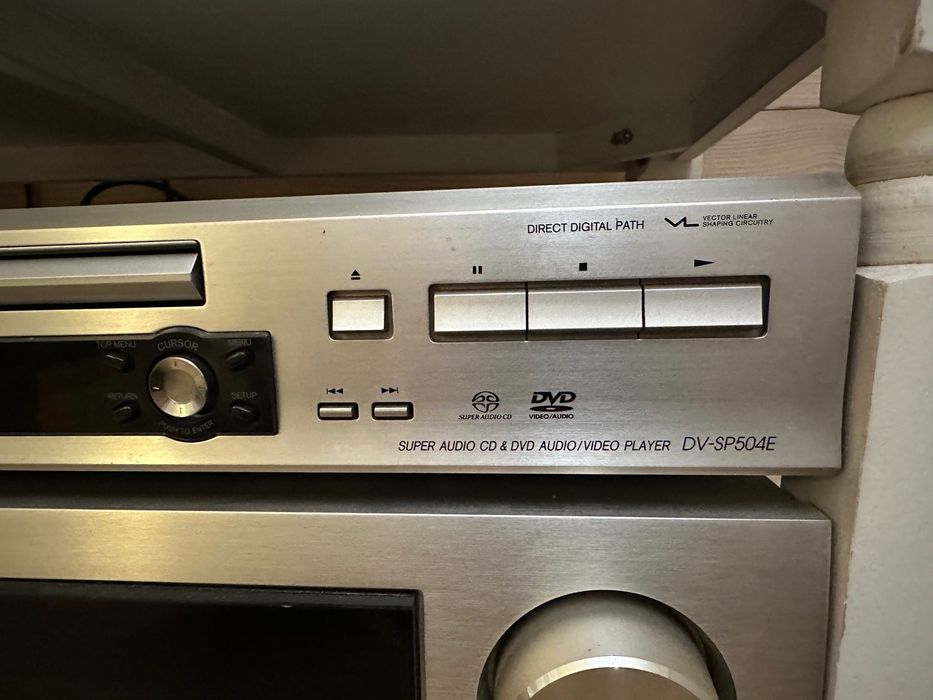 DIRECT DIGITAL PATH
VL VECTOR LINEAR
SHAPING CIRCUITRY
TOP MENU
CURSOR
MENU
RETURN
SETUP
PUSH TO ENTER
SUPER AUDIO CD
DVD
VIDEO/AUDIO
SUPER AUDIO CD & DVD AUDIO/VIDEO PLAYER DV-SP504E